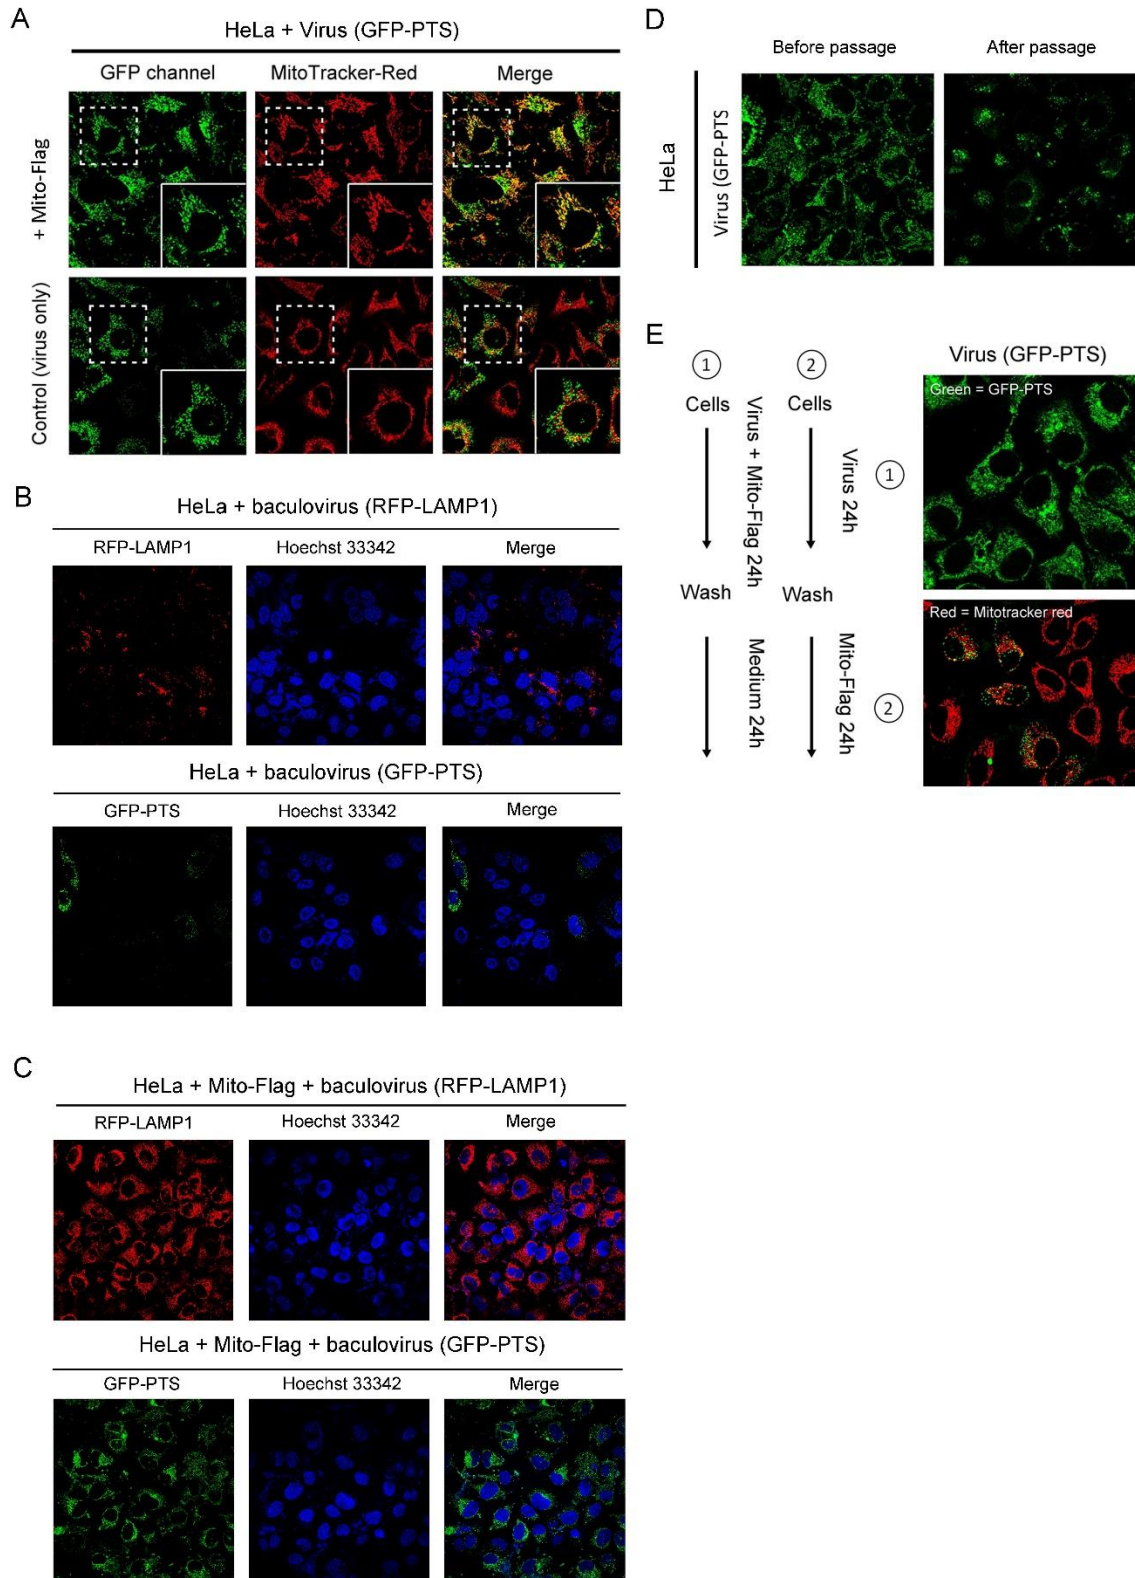 A
HeLa + Virus (GFP-PTS)
GFP channel MitoTracker-Red Merge
+ Mito-Flag
Control (virus only)
B
HeLa + baculovirus (RFP-LAMP1)
RFP-LAMP1 Hoechst 33342 Merge
HeLa + baculovirus (GFP-PTS)
GFP-PTS Hoechst 33342 Merge
C
HeLa + Mito-Flag + baculovirus (RFP-LAMP1)
RFP-LAMP1 Hoechst 33342 Merge
HeLa + Mito-Flag + baculovirus (GFP-PTS)
GFP-PTS Hoechst 33342 Merge
D
Before passage After passage
HeLa
Virus (GFP-PTS
E
1 2
Cells Cells
Virus + Mito-Flag 24h
Virus 24h
Wash Wash
Medium 24h
Mito-Flag 24h
Virus (GFP-PTS)
1
Green = GFP-PTS
2
Red = Mitotracker red